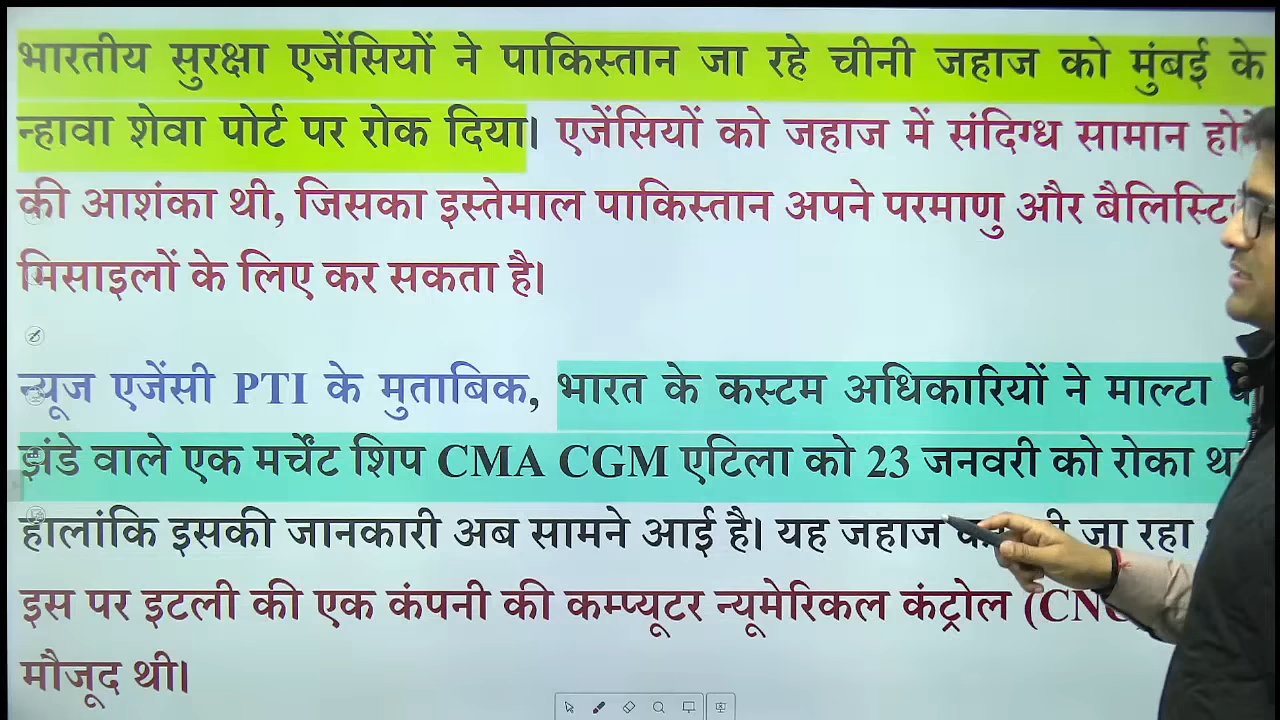 भारतीय सुरक्षा एजेंसियों ने पाकिस्तान जा रहे चीनी जहाज को मुंबई के
न्हावा शेवा पोर्ट पर रोक दिया। एजेंसियों को जहाज में संदिग्ध सामान होने
की आशंका थी, जिसका इस्तेमाल पाकिस्तान अपने परमाणु और
मिसाइलों के लिए कर सकता है।
न्यूज एजेंसी PTI के मुताबिक, भारत के कस्टम अधिकारियों ने माल्टा
झंडे वाले एक मर्चेंट शिप CMA CGM एटिला को 23 जनवरी को रोका
हालांकि इसकी जानकारी अब सामने आई है। यह जहाज जा रहा
इस पर इटली की एक कंपनी की कम्प्यूटर न्यूमेरिकल कंट्रोल
मौजूद थी।